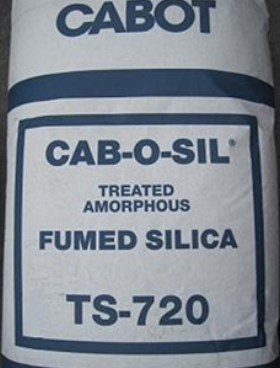 CABOT
CAB-O-SIL®
TREATED
AMORPHOUS
FUMED SILICA
TS-720